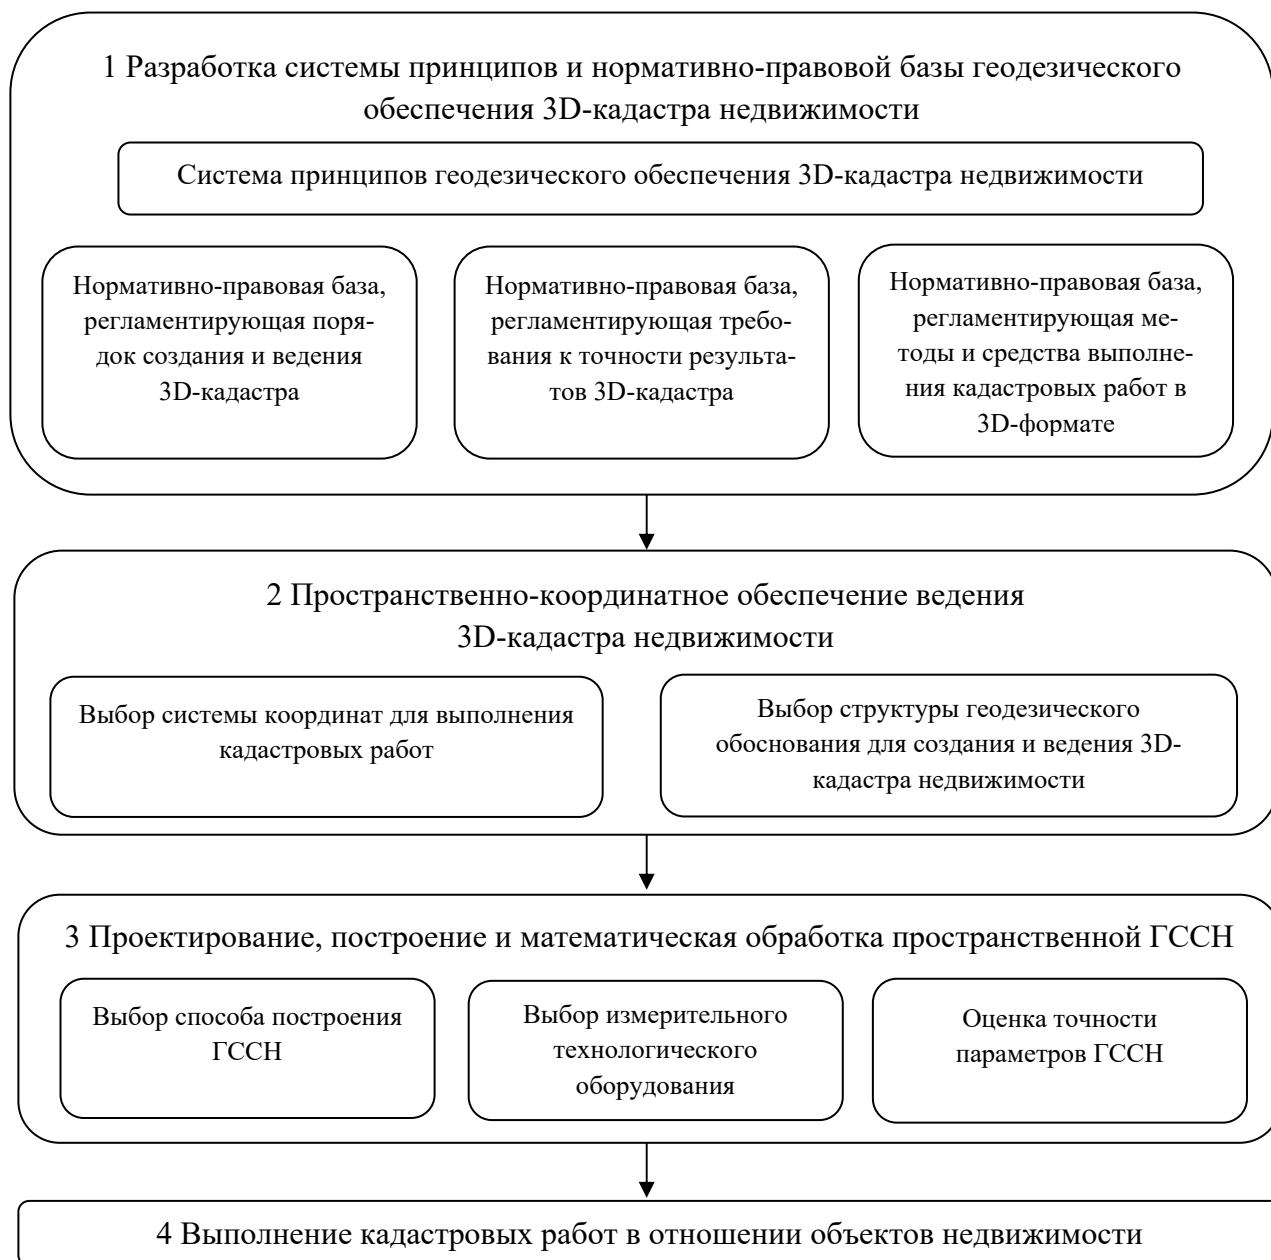 1 Разработка системы принципов и нормативно-правовой базы геодезического
обеспечения 3D-кадастра недвижимости
Система принципов геодезического обеспечения 3D-кадастра недвижимости
Нормативно-правовая база,
регламентирующая поря-
док создания и ведения
3D-кадастра
Нормативно-правовая база,
регламентирующая требо-
вания к точности результа-
тов 3D-кадастра
Нормативно-правовая база,
регламентирующая ме-
тоды и средства выполне-
ния кадастровых работ в
3D-формате
2 Пространственно-координатное обеспечение ведения
3D-кадастра недвижимости
Выбор системы координат для выполнения
кадастровых работ
Выбор структуры геодезического
обоснования для создания и ведения 3D-
кадастра недвижимости
3 Проектирование, построение и математическая обработка пространственной ГССН
Выбор способа построения
ГССН
Выбор измерительного
технологического
оборудования
Оценка точности
параметров ГССН
4 Выполнение кадастровых работ в отношении объектов недвижимости